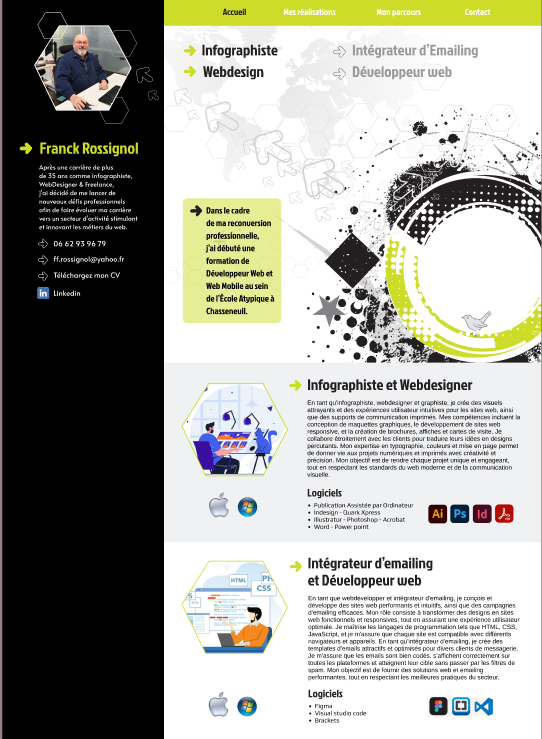 Accueil
Mes réalisations
Mon parcours
Contact
Infographiste
Webdesign
Intégrateur d'Emailing
Développeur web
Franck Rossignol
Après une carrière de plus
de 35 ans comme infographiste,
WebDesigner & Freelance,
j'ai décidé de me lancer de
nouveaux défis professionnels
afin de faire évoluer ma carrière
vers un secteur d'activité stimulant
et innovant les métiers du web.
06 62 93 96 79
ff.rossignol@yahoo.fr
Téléchargez mon CV
in Linkedin
Dans le cadre
de ma reconversion
professionnelle,
j'ai débuté une
formation de
Développeur Web et
Web Mobile au sein
de l'École Atypique à
Chasseneuil.
Infographiste et Webdesigner
En tant qu'infographiste, webdesigner et graphiste, je crée des visuels
attrayants et des expériences utilisateur intuitives pour les sites web, ainsi
que des supports de communication imprimés. Mes compétences incluent la
conception de maquettes graphiques, le développement de sites web
responsive, et la création de brochures, affiches et cartes de visite. Je
collabore étroitement avec les clients pour traduire leurs idées en designs
percutants. Mon expertise en typographie, couleurs et mise en page permet
de donner vie aux projets numériques et imprimés avec créativité et
précision. Mon objectif est de rendre chaque projet unique et engageant,
tout en respectant les standards du web moderne et de la communication
visuelle.
Logiciels
• Publication Assistée par Ordinateur
• Indesign - Quark Xpress
• Illustrator - Photoshop - Acrobat
• Word - Power point
Ai
Ps
Id
HTML
PH
CSS
Intégrateur d'emailing
et Développeur web
En tant que webdevelopper et intégrateur d'emailing, je conçois et
développe des sites web performants et intuitifs, ainsi que des campagnes
d'emailing efficaces. Mon rôle consiste à transformer des designs en sites
web fonctionnels et responsives, tout en assurant une expérience utilisateur
optimale. Je maîtrise les langages de programmation tels que HTML, CSS,
JavaScript, et je m'assure que chaque site est compatible avec différents
navigateurs et appareils. En tant qu'intégrateur d'emailing, je crée des
templates d'emails attractifs et optimisés pour divers clients de messagerie.
Je m'assure que les emails sont bien codés, s'affichent correctement sur
toutes les plateformes et atteignent leur cible sans passer par les filtres de
spam. Mon objectif est de fournir des solutions web et emailing
performantes, tout en respectant les meilleures pratiques du secteur.
Logiciels
• Figma
• Visual studio code
• Brackets